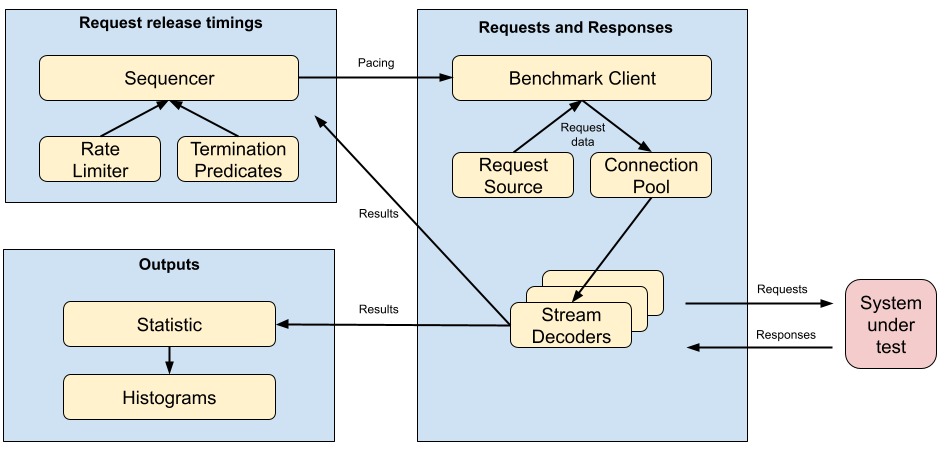 Request release timings
Sequencer
Rate
Limiter
Termination
Predicates
Pacing
Requests and Responses
Benchmark Client
Request
data
Request
Source
Connection
Pool
Results
Outputs
Statistic
Histograms
Results
Stream
Decoders
Requests
Responses
System
under
test